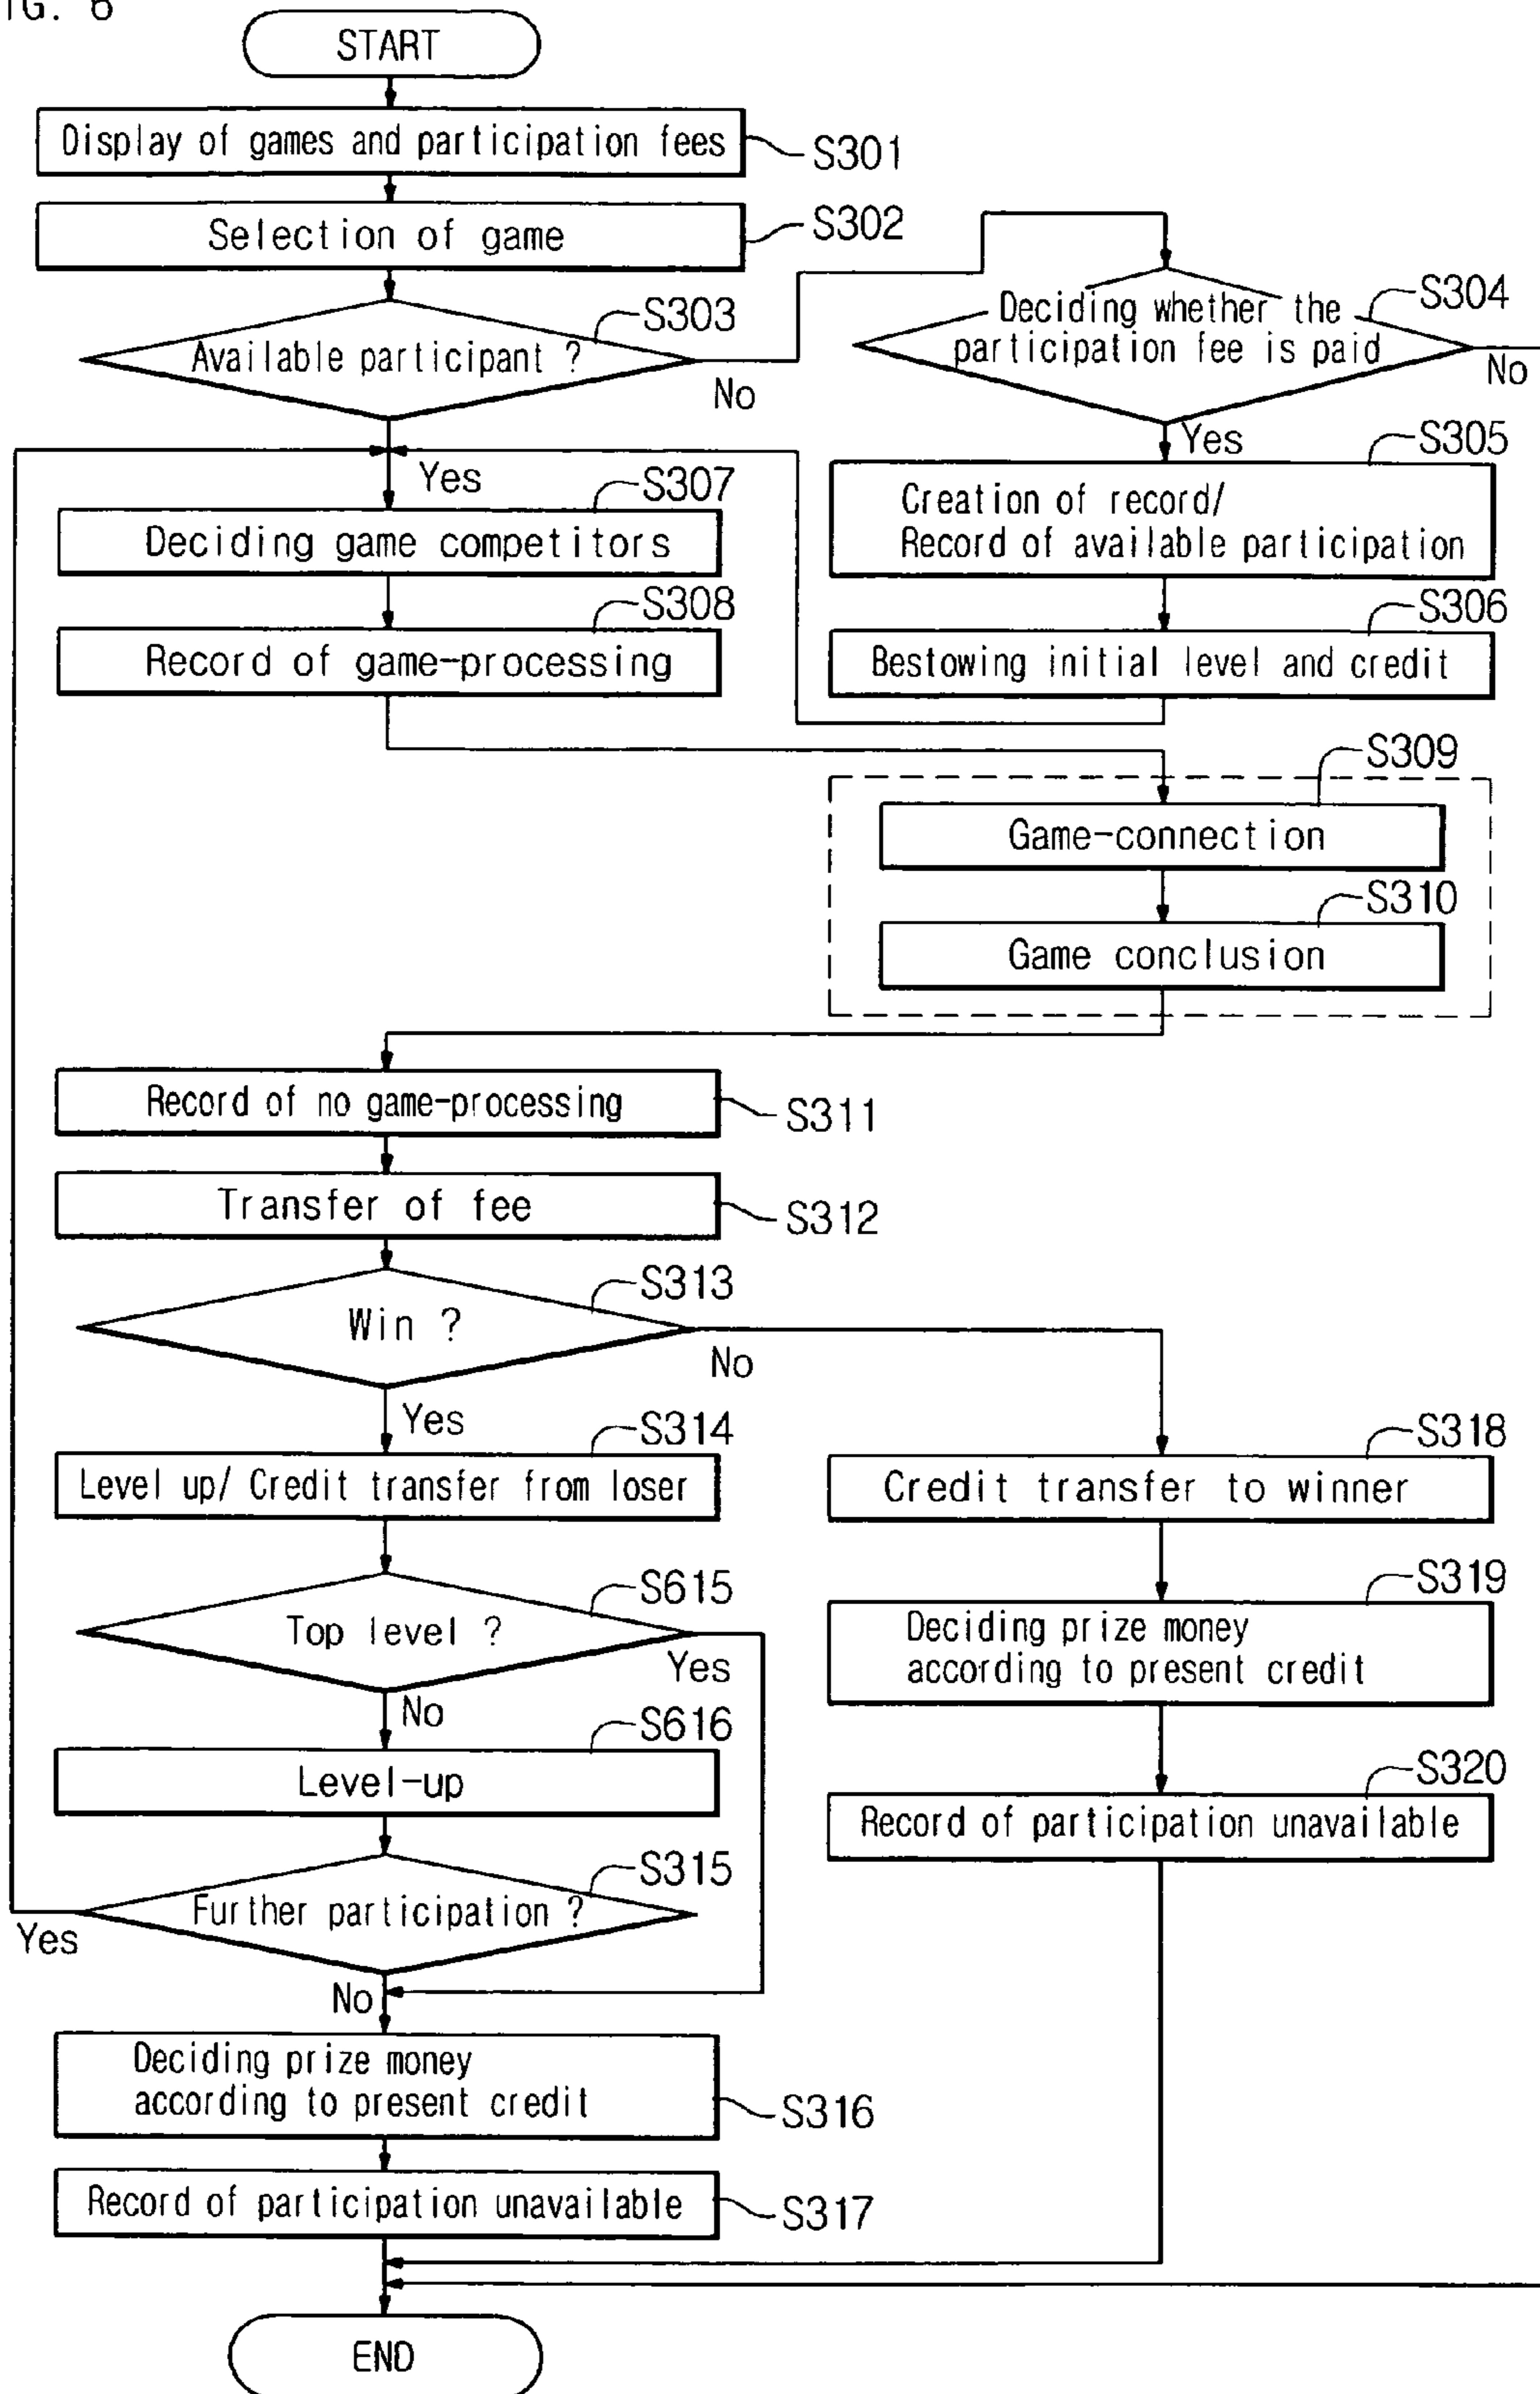 IG. 6
START
Display of games and participation fees
S301
Selection of game
S302
Available participant ?
S303
No
Deciding whether the
participation fee is paid
S304
No
Yes
Creation of record/
Record of available participation
S305
Bestowing initial level and credit
S306
Yes
Deciding game competitors
S307
Record of game-processing
S308
Game-connection
S309
Game conclusion
S310
Record of no game-processing
S311
Transfer of fee
S312
Win ?
S313
No
Yes
Level up/ Credit transfer from loser
S314
Top level ?
S615
Yes
No
Level-up
S616
Further participation ?
S315
Yes
No
Deciding prize money
according to present credit
S316
Record of participation unavailable
S317
Credit transfer to winner
S318
Deciding prize money
according to present credit
S319
Record of participation unavailable
S320
END